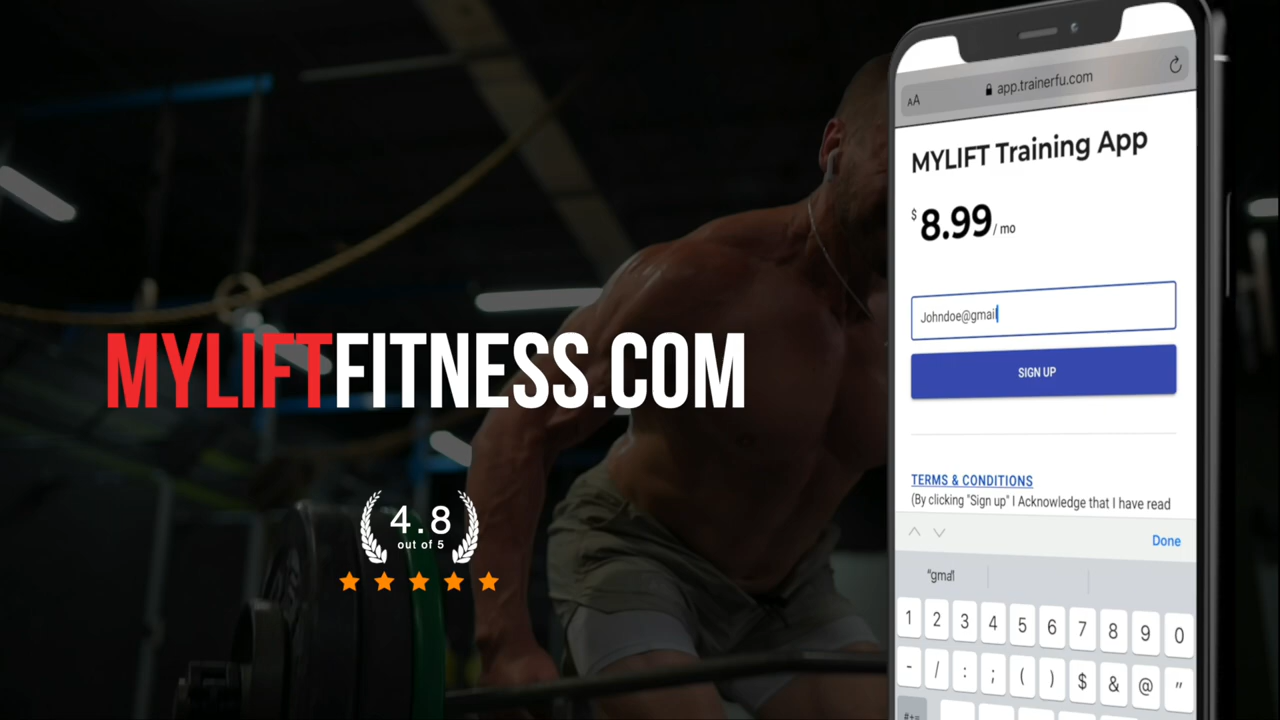 MYLIFTFITNESS.COM
4.8
out of 5
AA
app.trainerfu.com
MYLIFT Training App
$8.99/ mo
Johndoe@gmai
SIGN UP
TERMS & CONDITIONS
(By clicking "Sign up" I Acknowledge that I have read
Done
1 2 3 4 5 6 7 8 9 0
- / : ; ( ) $ & @ "
#+=